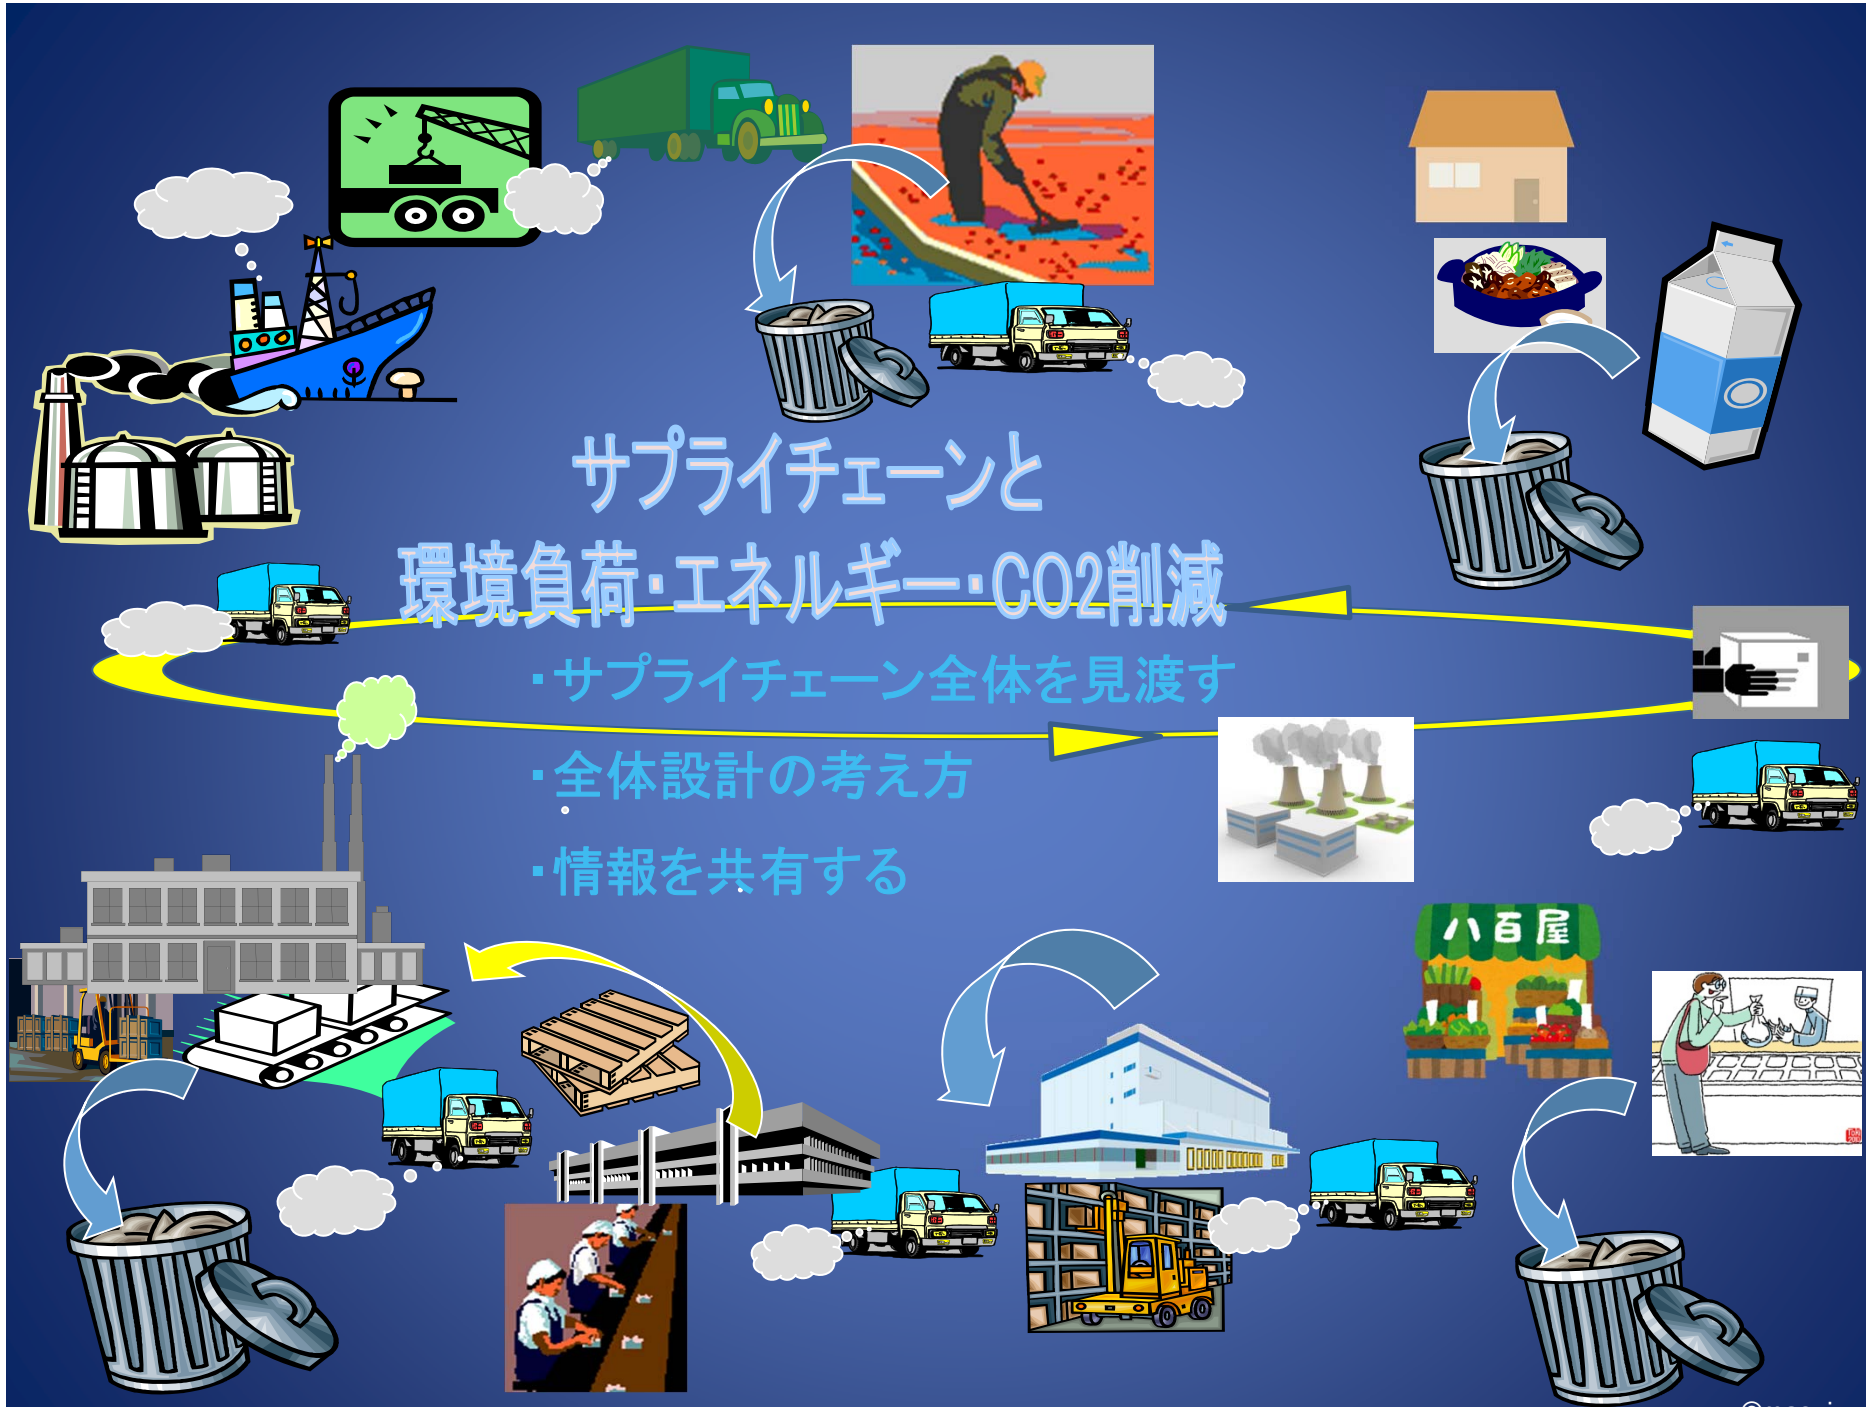 サプライチェーンと
環境負荷・エネルギー・CO2削減
・サプライチェーン全体を見渡す
・全体設計の考え方
・情報を共有する
八百屋